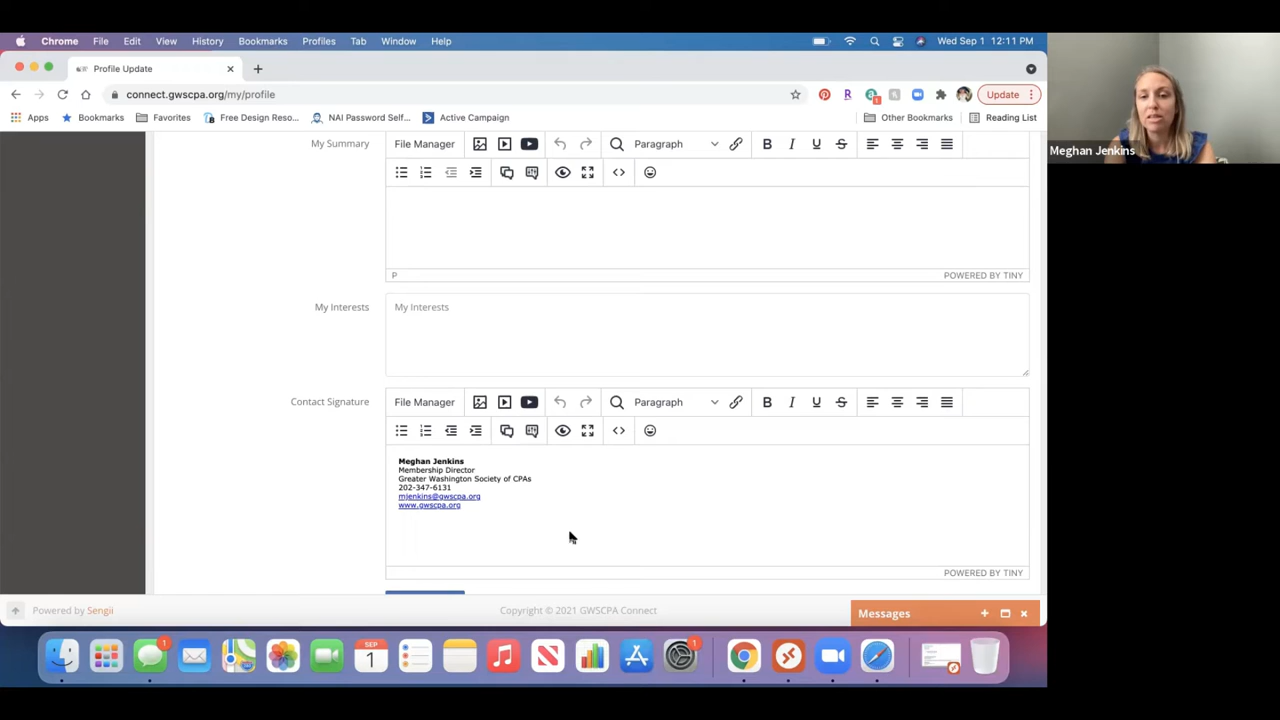 Chrome File Edit View History Bookmarks Profiles Tab Window Help Wed Sep 1 12:11 PM
Profile Update
connect.gwscpa.org/my/profile Update
Apps Bookmarks Favorites Free Design Reso... NAI Password Self... Active Campaign Other Bookmarks Reading List
Meghan Jenkins
My Summary File Manager Paragraph B I U S
P POWERED BY TINY
My Interests My Interests
Contact Signature File Manager Paragraph B I U S
Meghan Jenkins
Membership Director
Greater Washington Society of CPAs
202-347-6131
mjenkins@gwscpa.org
www.gwscpa.org
POWERED BY TINY
Powered by Sengii Copyright © 2021 GWSCPA Connect Messages
1 SEP 1 1